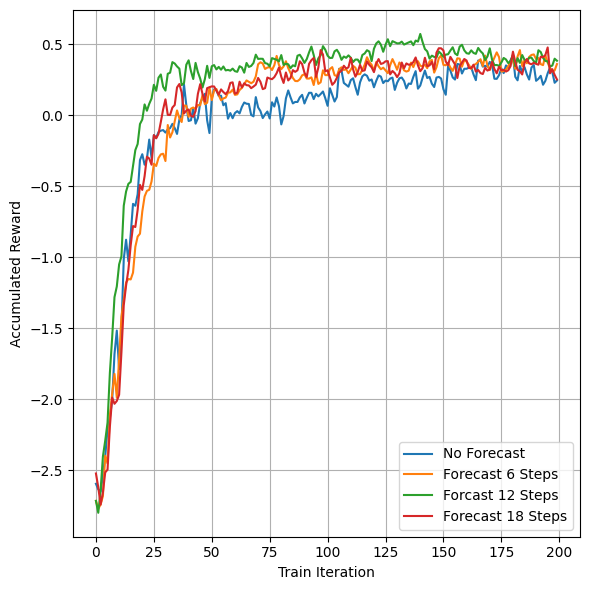 Accumulated Reward
0.5
0.0
−0.5
−1.0
−1.5
−2.0
−2.5
No Forecast
Forecast 6 Steps
Forcast 12 Steps
Forecast 18 Steps
0 25 50 75 100 125 150 175 200
Train Iteration